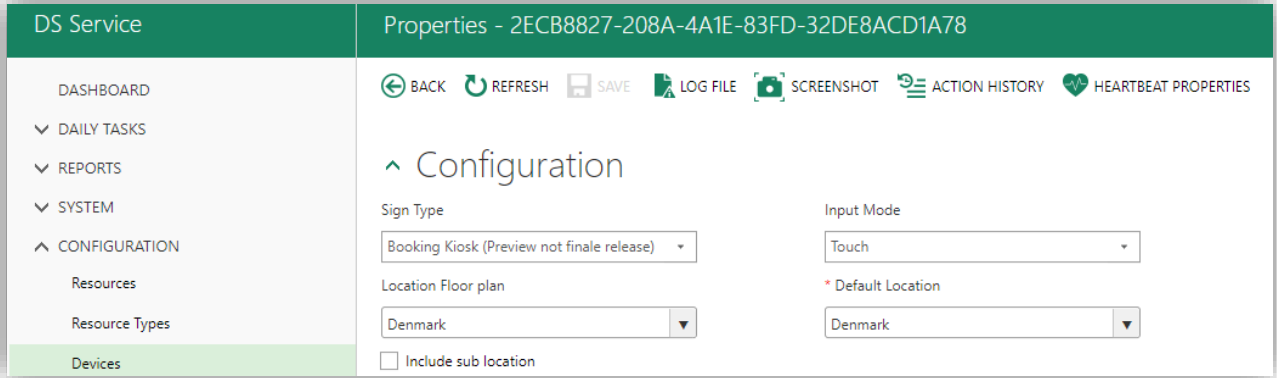 DS Service
Properties - 2ECB8827-208A-4A1E-83FD-32DE8ACD1A78
BACK REFRESH SAVE LOG FILE SCREENSHOT ACTION HISTORY HEARTBEAT PROPERTIES
DASHBOARD
DAILY TASKS
REPORTS
SYSTEM
CONFIGURATION
Resources
Resource Types
Devices
Configuration
Sign Type
Input Mode
Booking Kiosk (Preview not finale release)
Touch
Location Floor plan
* Default Location
Denmark
Denmark
Include sub location